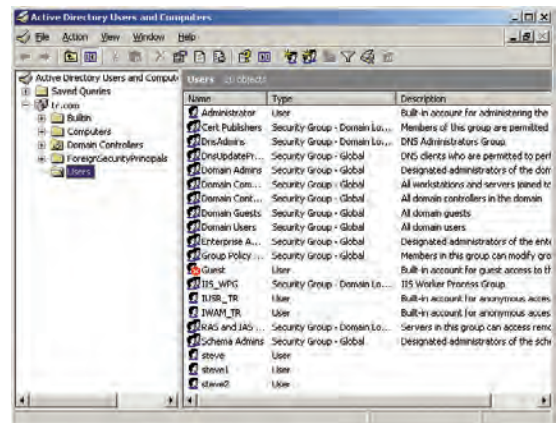 Active Directory Users and Computers
File Action View Window Help
Active Directory Users and Comput
Saved Queries
tr.com
Builtin
Computers
Domain Controllers
ForeignSecurityPrincipals
Users
Users 20 objects
Name Type Description
Administrator User Built-in account for administering the
Cert Publishers Security Group - Domain Lo... Members of this group are permitted
DnsAdmins Security Group - Domain Lo... DNS Administrators Group
DnsUpdatePr... Security Group - Global DNS clients who are permitted to perf
Domain Admins Security Group - Global Designated administrators of the dom
Domain Com... Security Group - Global All workstations and servers joined to
Domain Cont... Security Group - Global All domain controllers in the domain
Domain Guests Security Group - Global All domain guests
Domain Users Security Group - Global All domain users
Enterprise A... Security Group - Global Designated administrators of the ente
Group Policy ... Security Group - Global Members in this group can modify gro
Guest User Built-in account for guest access to th
IIS_WPG Security Group - Domain Lo... IIS Worker Process Group
IUSR_TR User Built-in account for anonymous acces
IWAM_TR User Built-in account for anonymous acces
RAS and IAS ... Security Group - Domain Lo... Servers in this group can access remo
Schema Admins Security Group - Global Designated administrators of the sche
steve User
steve1 User
steve2 User